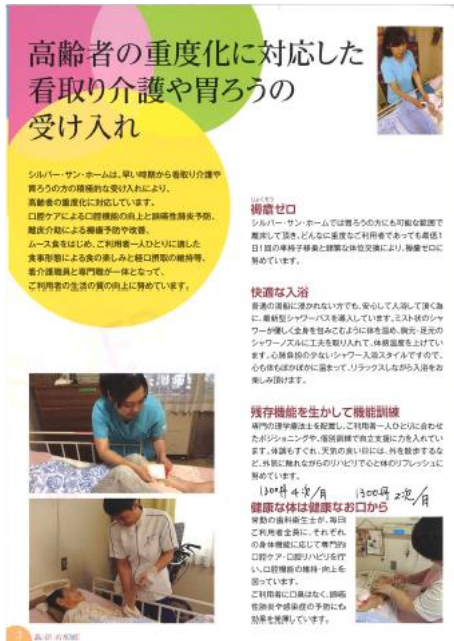 高齢者の重度化に対応した
看取り介護や胃ろうの
受け入れ
シルバー・サン・ホームは、早い時期から看取り介護や
胃ろうの方の積極的な受け入れにより、
高齢者の重度化に対応しています。
口腔ケアによる口腔機能の向上と誤嚥性肺炎予防、
離床介助による褥瘡予防や改善、
ムース食をはじめ、ご利用者一人ひとりに適した
食事形態による食の楽しみと経口摂取の維持等、
看介護職員と専門職が一体となって、
ご利用者の生活の質の向上に努めています。
じょくそう
褥瘡ゼロ
シルバー・サン・ホームでは胃ろうの方にも可能な範囲で
離床して頂き、どんなに重度なご利用者であっても最低1
日1回の車椅子移乗と頻繁な体位交換により、褥瘡ゼロに
努めています。
快適な入浴
普通の湯船に浸かれない方でも、安心して入浴して頂く為
に、最新型シャワーバスを導入しています。ミスト状のシャ
ワーが優しく全身を包みこむように体を温め、胸元・足元の
シャワーノズルに工夫を取り入れて、体感温度を上げてい
ます。心肺負担の少ないシャワー入浴スタイルですので、
心も体もぽかぽかに温まって、リラックスしながら入浴をお
楽しみ頂けます。
残存機能を生かして機能訓練
専門の理学療法士を配置し、ご利用者一人ひとりに合わせ
たポジショニングや、個別訓練で自立支援に力を入れてい
ます。体調もすぐれ、天気の良い日には、外を散歩するな
ど、外気に触れながらのリハビリで心と体のリフレッシュに
努めています。
1300円 4次/月 1300円 2次/月
健康な体は健康なお口から
常勤の歯科衛生士が、毎日
ご利用者全員に、それぞれ
の身体機能に応じて専門的
口腔ケア・口腔リハビリを行
い、口腔機能の維持・向上を
図っています。
ご利用者に口臭はなく、誤嚥
性肺炎や感染症の予防にも
効果を発揮しています。
3